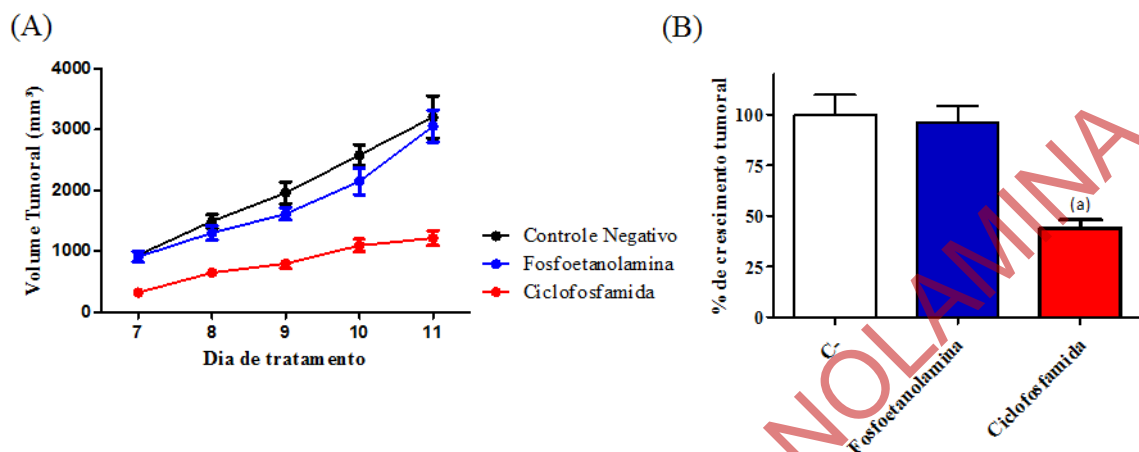 (A)
Volume Tumoral (mm³)
4000
3000
2000
1000
0
7 8 9 10 11
Dia de tratamento
Controle Negativo
Fosfoetanolamina
Ciclofosfamida
(B)
% de crescimento tumoral
100
75
50
25
0
(a)
C-
Fosfoetanolamina
Ciclofosfamida
NOLAMINA